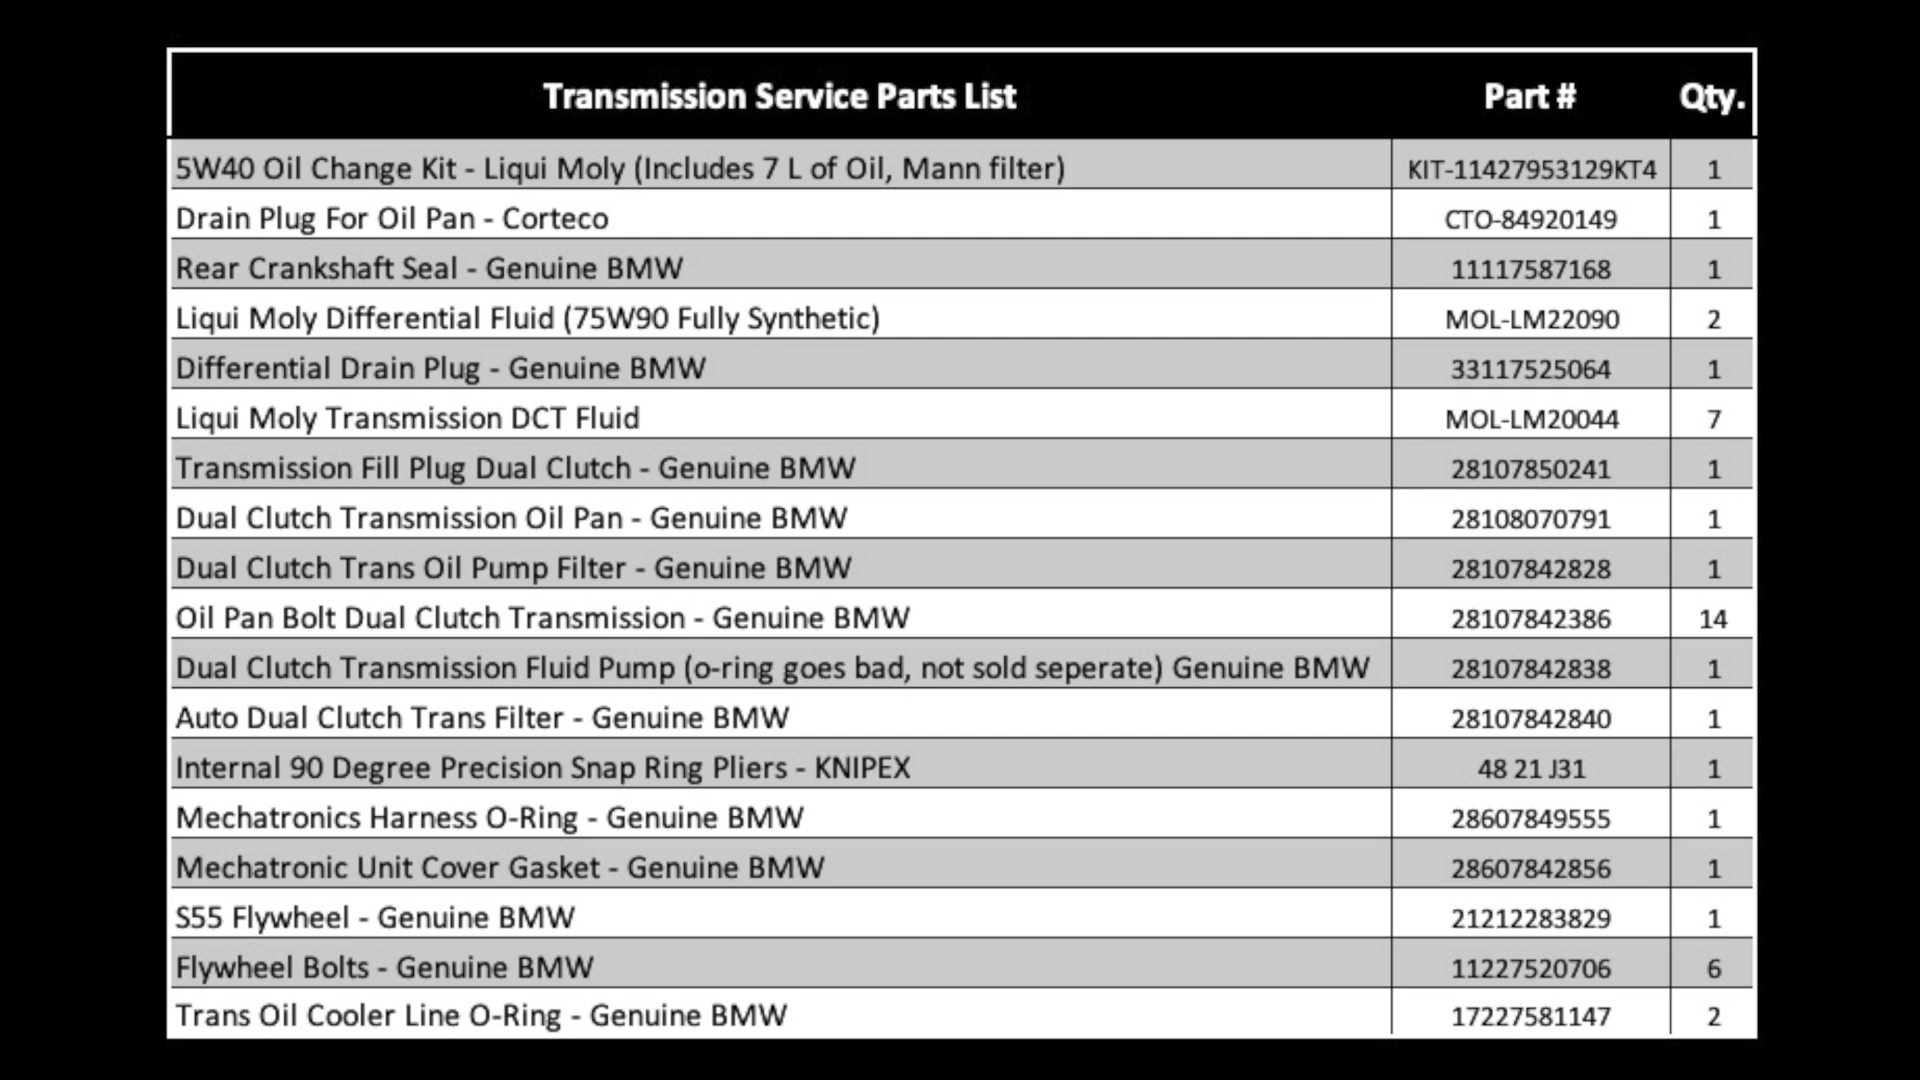 Transmission Service Parts List Part # Qty.
5W40 Oil Change Kit - Liqui Moly (Includes 7 L of Oil, Mann filter) KIT-11427953129KT4 1
Drain Plug For Oil Pan - Corteco CTO-84920149 1
Rear Crankshaft Seal - Genuine BMW 11117587168 1
Liqui Moly Differential Fluid (75W90 Fully Synthetic) MOL-LM22090 2
Differential Drain Plug - Genuine BMW 33117525064 1
Liqui Moly Transmission DCT Fluid MOL-LM20044 7
Transmission Fill Plug Dual Clutch - Genuine BMW 28107850241 1
Dual Clutch Transmission Oil Pan - Genuine BMW 28108070791 1
Dual Clutch Trans Oil Pump Filter - Genuine BMW 28107842828 1
Oil Pan Bolt Dual Clutch Transmission - Genuine BMW 28107842386 14
Dual Clutch Transmission Fluid Pump (o-ring goes bad, not sold seperate) Genuine BMW 28107842838 1
Auto Dual Clutch Trans Filter - Genuine BMW 28107842840 1
Internal 90 Degree Precision Snap Ring Pliers - KNIPEX 48 21 J31 1
Mechatronics Harness O-Ring - Genuine BMW 28607849555 1
Mechatronic Unit Cover Gasket - Genuine BMW 28607842856 1
S55 Flywheel - Genuine BMW 21212283829 1
Flywheel Bolts - Genuine BMW 11227520706 6
Trans Oil Cooler Line O-Ring - Genuine BMW 17227581147 2